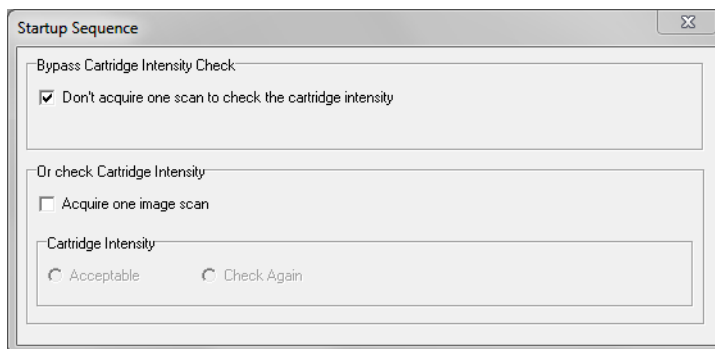 Startup Sequence
Bypass Cartridge Intensity Check
Don't acquire one scan to check the cartridge intensity
Or check Cartridge Intensity
Acquire one image scan
Cartridge Intensity
Acceptable Check Again